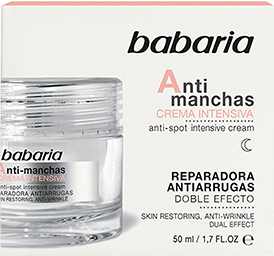 babaria
Anti
manchas
CREMA INTENSIVA
anti-spot intensive cream
REPARADORA
ANTIARRUGAS
DOBLE EFECTO
SKIN RESTORING, ANTI-WRINKLE
DUAL EFFECT
50 ml / 1,7 FL.OZ ℮
babaria
Anti-manchas
CREMA INTENSIVA
anti-spot intensive cream
REPARADORA ANTIARRUGAS
SKIN RESTORING, ANTI-WRINKLE